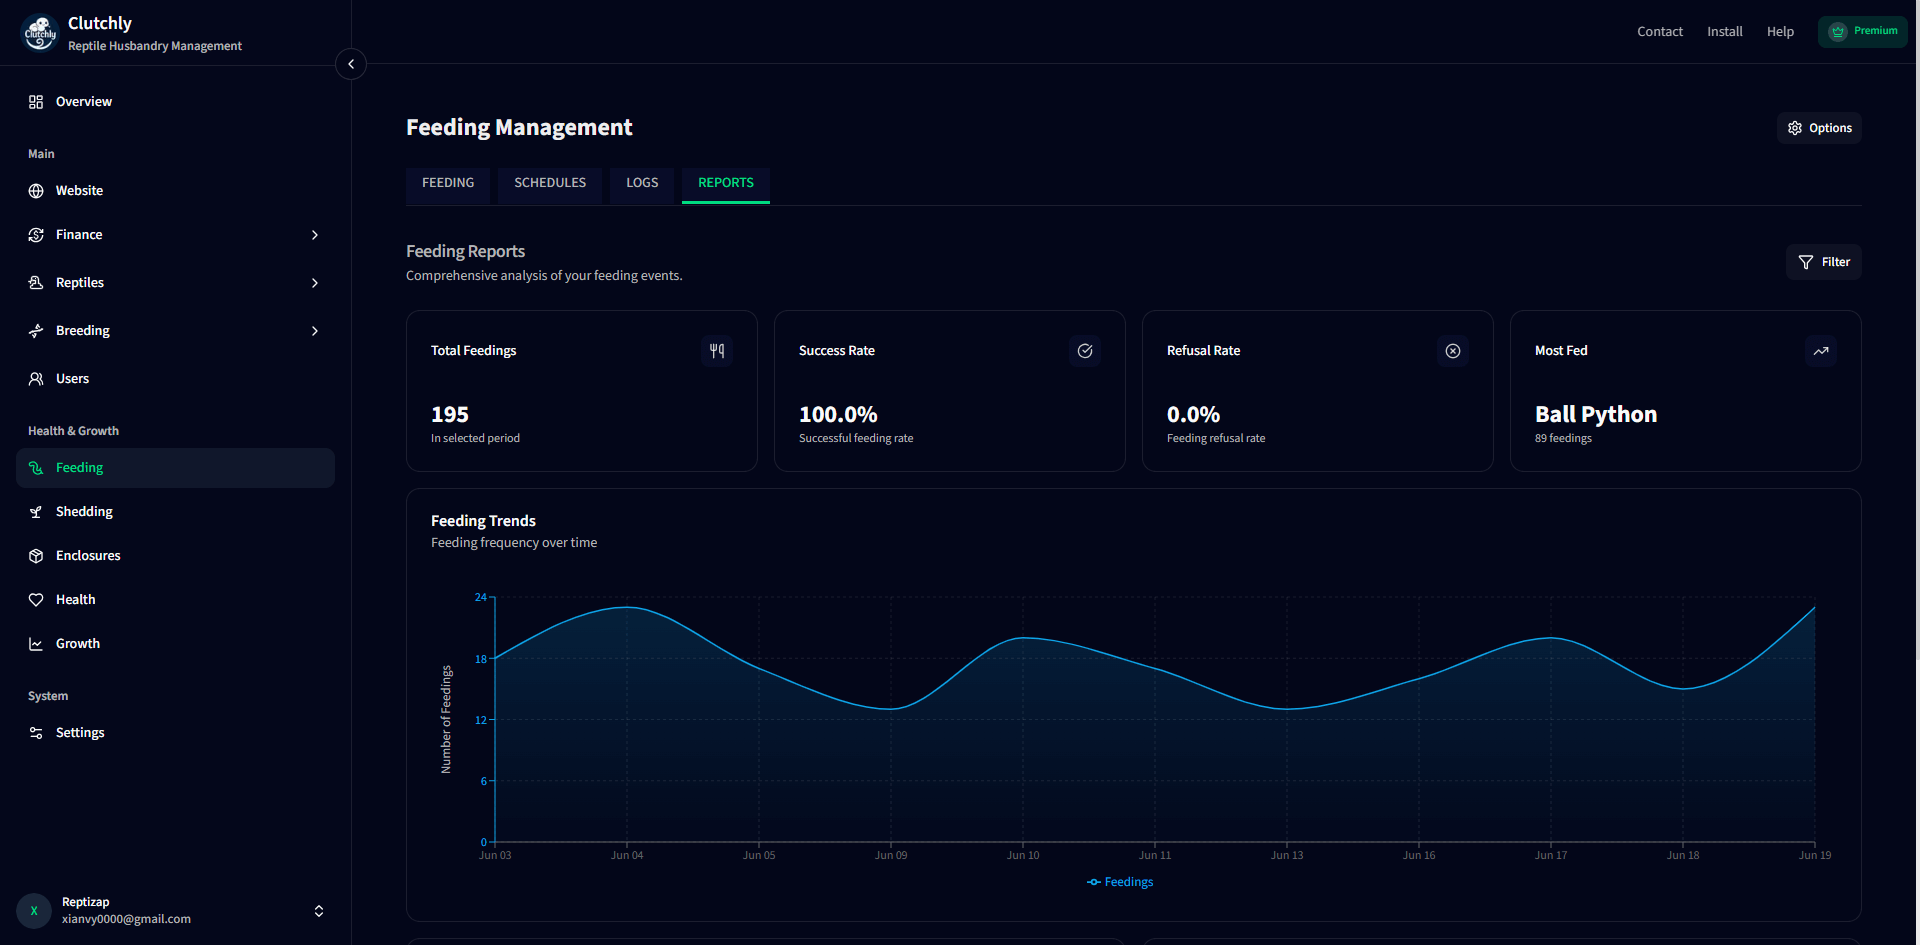 Clutchly
Clutchly
Reptile Husbandry Management
Overview
Main
Website
Finance
Reptiles
Breeding
Users
Health & Growth
Feeding
Shedding
Enclosures
Health
Growth
System
Settings
X
Reptizap
xianvy0000@gmail.com
Contact
Install
Help
Premium
Feeding Management
Options
FEEDING
SCHEDULES
LOGS
REPORTS
Feeding Reports
Comprehensive analysis of your feeding events.
Filter
Total Feedings
195
In selected period
Success Rate
100.0%
Successful feeding rate
Refusal Rate
0.0%
Feeding refusal rate
Most Fed
Ball Python
89 feedings
Feeding Trends
Feeding frequency over time
Number of Feedings
24
18
12
6
0
Jun 03
Jun 04
Jun 05
Jun 09
Jun 10
Jun 11
Jun 13
Jun 16
Jun 17
Jun 18
Jun 19
Feedings